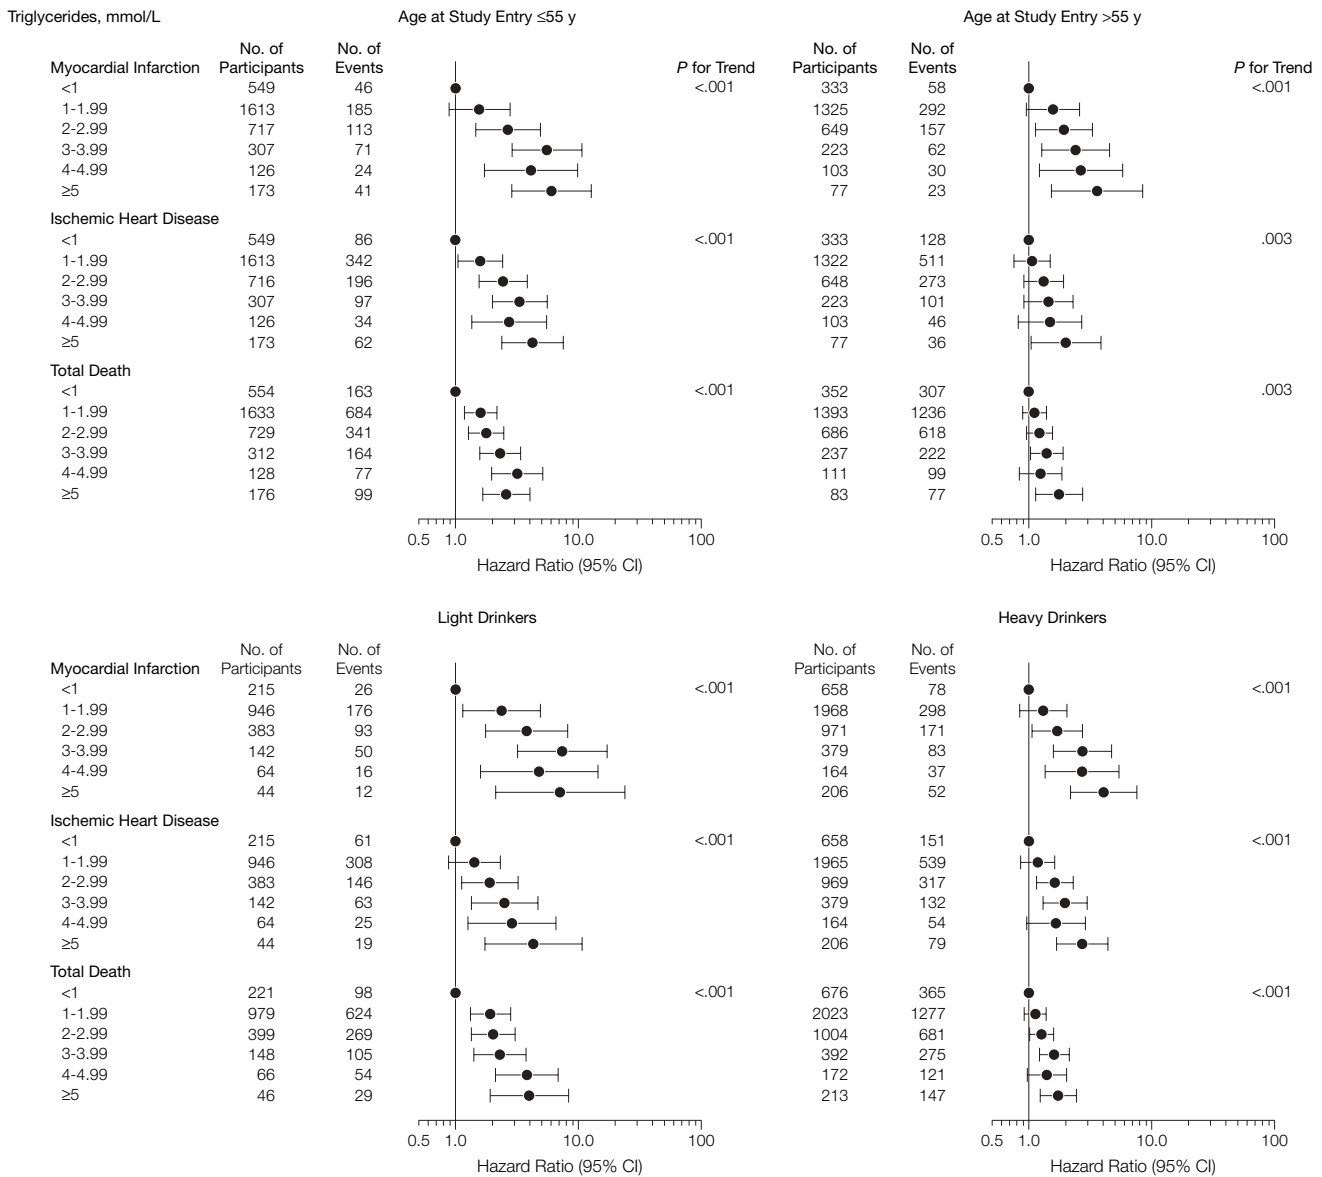 Triglycerides, mmol/L Age at Study Entry ≤55 y Age at Study Entry >55 y
No. of No. of No. of No. of
Myocardial Infarction Participants Events P for Trend Participants Events P for Trend
<1 549 46 <.001 333 58 <.001
1-1.99 1613 185 1325 292
2-2.99 717 113 649 157
3-3.99 307 71 223 62
4-4.99 126 24 103 30
≥5 173 41 77 23
Ischemic Heart Disease
<1 549 86 <.001 333 128 .003
1-1.99 1613 342 1322 511
2-2.99 716 196 648 273
3-3.99 307 97 223 101
4-4.99 126 34 103 46
≥5 173 62 77 36
Total Death
<1 554 163 <.001 352 307 .003
1-1.99 1633 684 1393 1236
2-2.99 729 341 686 618
3-3.99 312 164 237 222
4-4.99 128 77 111 99
≥5 176 99 83 77
0.5 1.0 10.0 100 0.5 1.0 10.0 100
Hazard Ratio (95% CI) Hazard Ratio (95% CI)
Light Drinkers Heavy Drinkers
No. of No. of No. of No. of
Myocardial Infarction Participants Events Participants Events
<1 215 26 <.001 658 78 <.001
1-1.99 946 176 1968 298
2-2.99 383 93 971 171
3-3.99 142 50 379 83
4-4.99 64 16 164 37
≥5 44 12 206 52
Ischemic Heart Disease
<1 215 61 <.001 658 151 <.001
1-1.99 946 308 1965 539
2-2.99 383 146 969 317
3-3.99 142 63 379 132
4-4.99 64 25 164 54
≥5 44 19 206 79
Total Death
<1 221 98 <.001 676 365 <.001
1-1.99 979 624 2023 1277
2-2.99 399 269 1004 681
3-3.99 148 105 392 275
4-4.99 66 54 172 121
≥5 46 29 213 147
0.5 1.0 10.0 100 0.5 1.0 10.0 100
Hazard Ratio (95% CI) Hazard Ratio (95% CI)